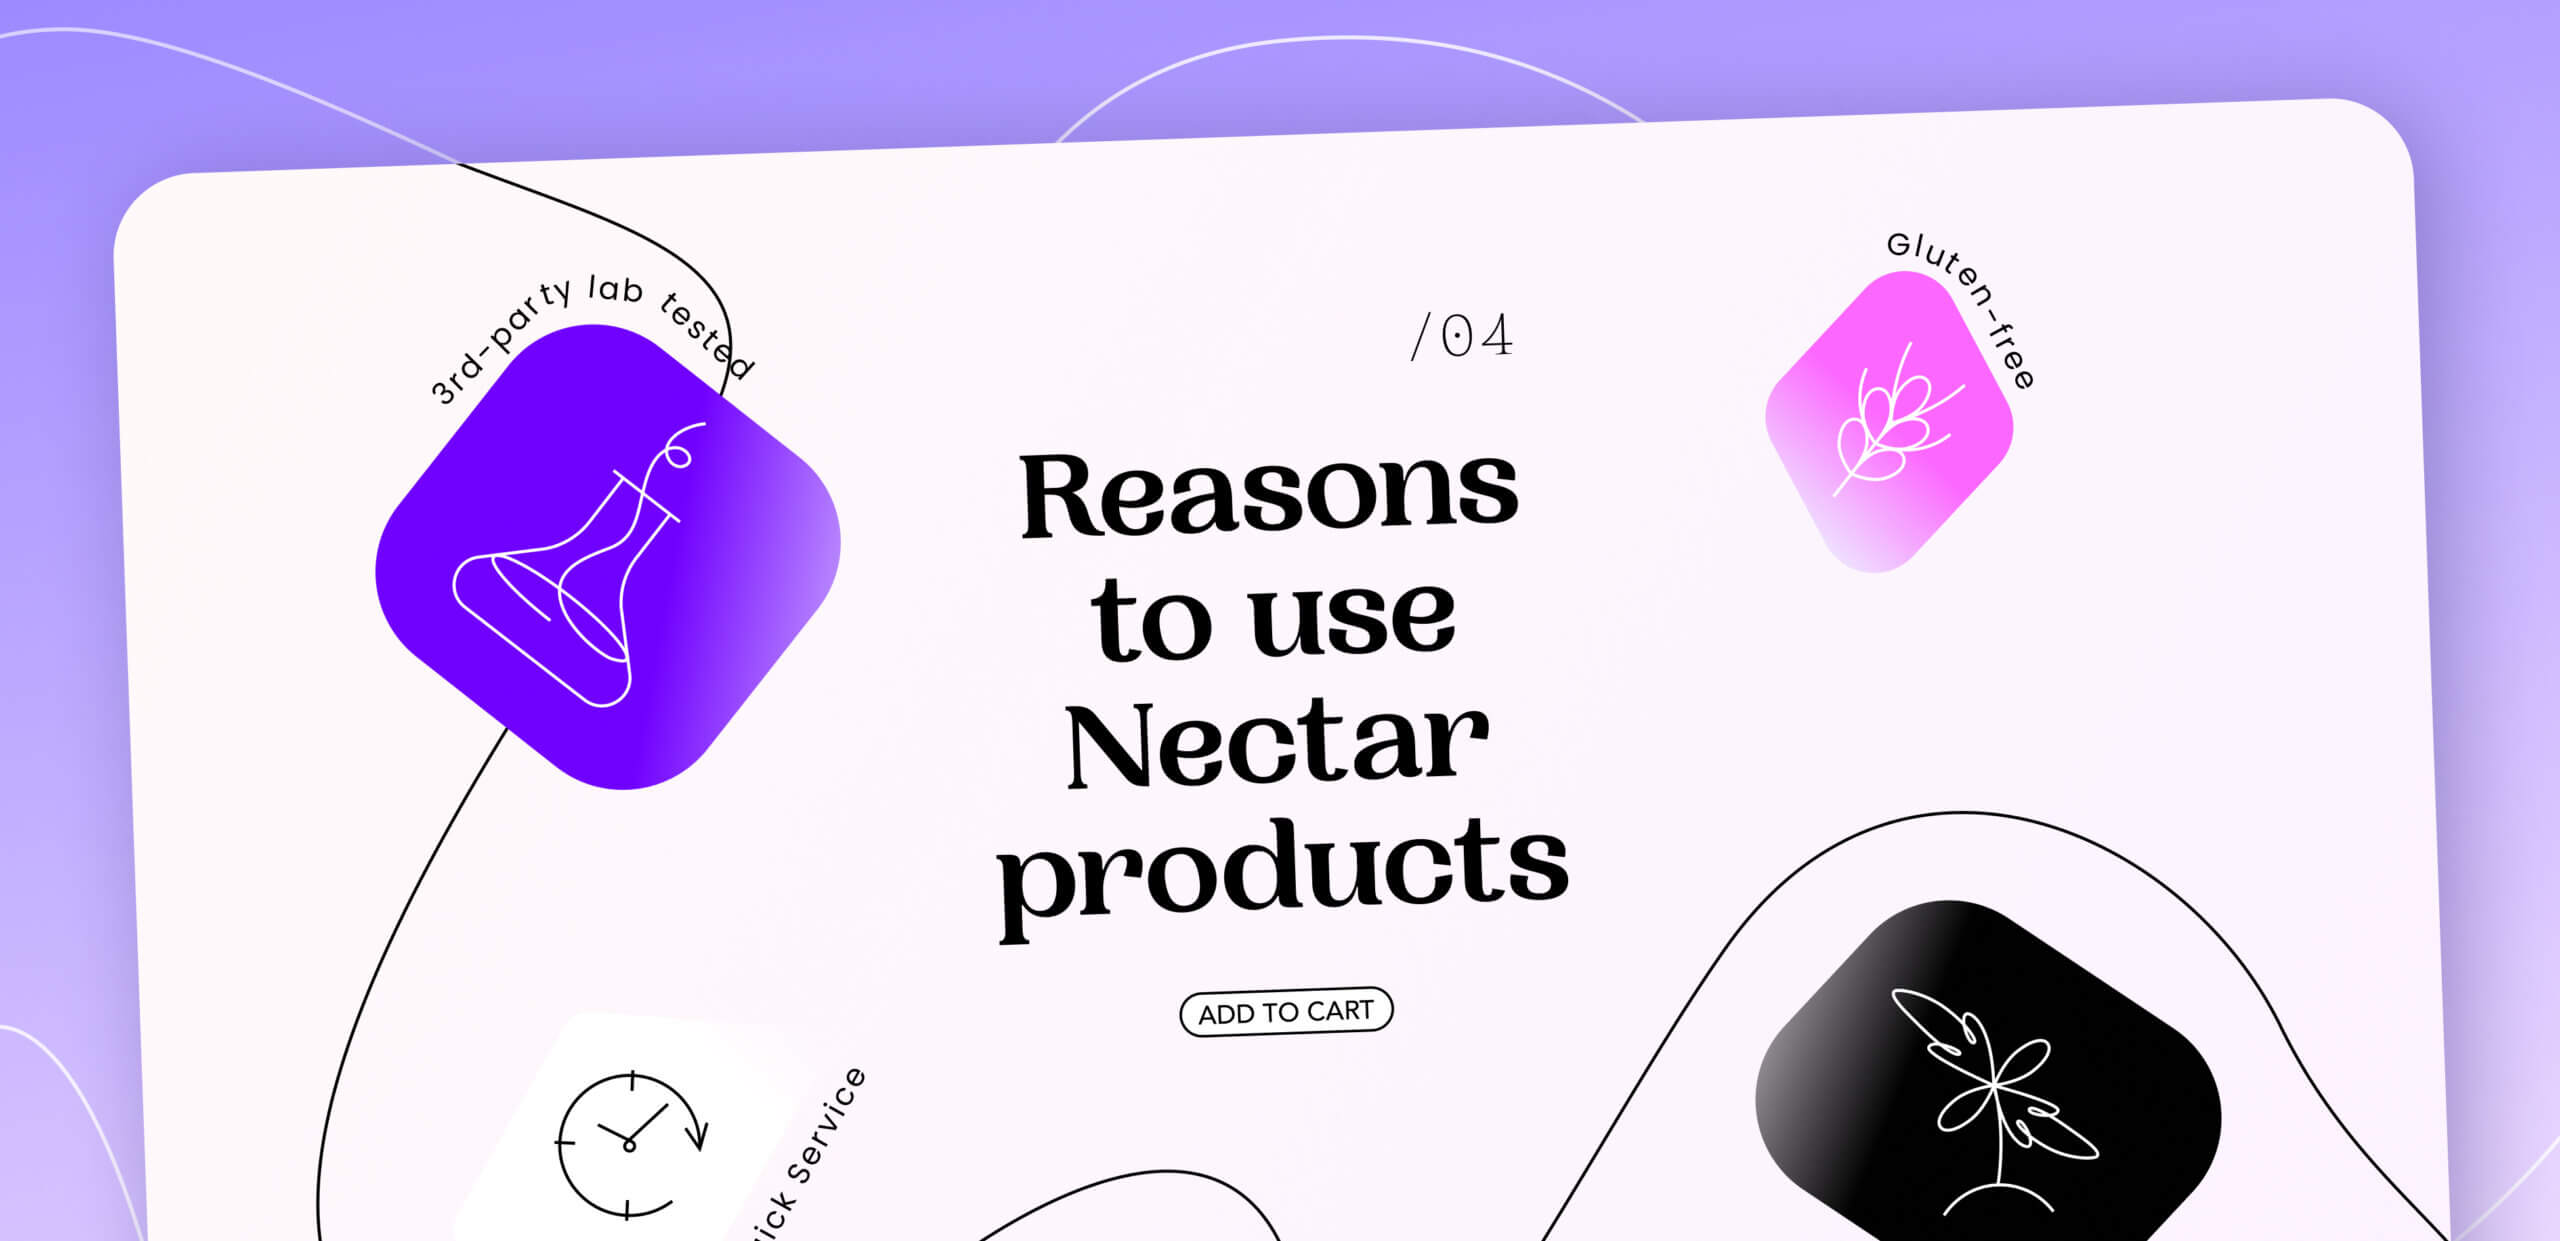 3rd-party lab tested
Gluten-free
/04
Reasons
to use
Nectar
products
ADD TO CART
Service